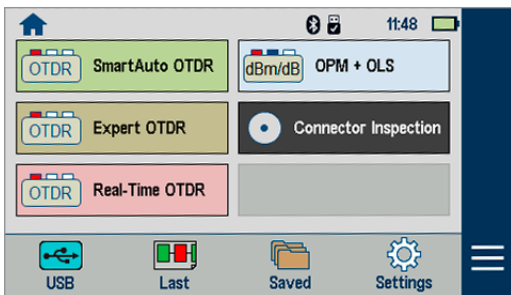 11:48
OTDR SmartAuto OTDR
dBm/dB OPM + OLS
OTDR Expert OTDR
Connector Inspection
OTDR Real-Time OTDR
USB Last Saved Settings